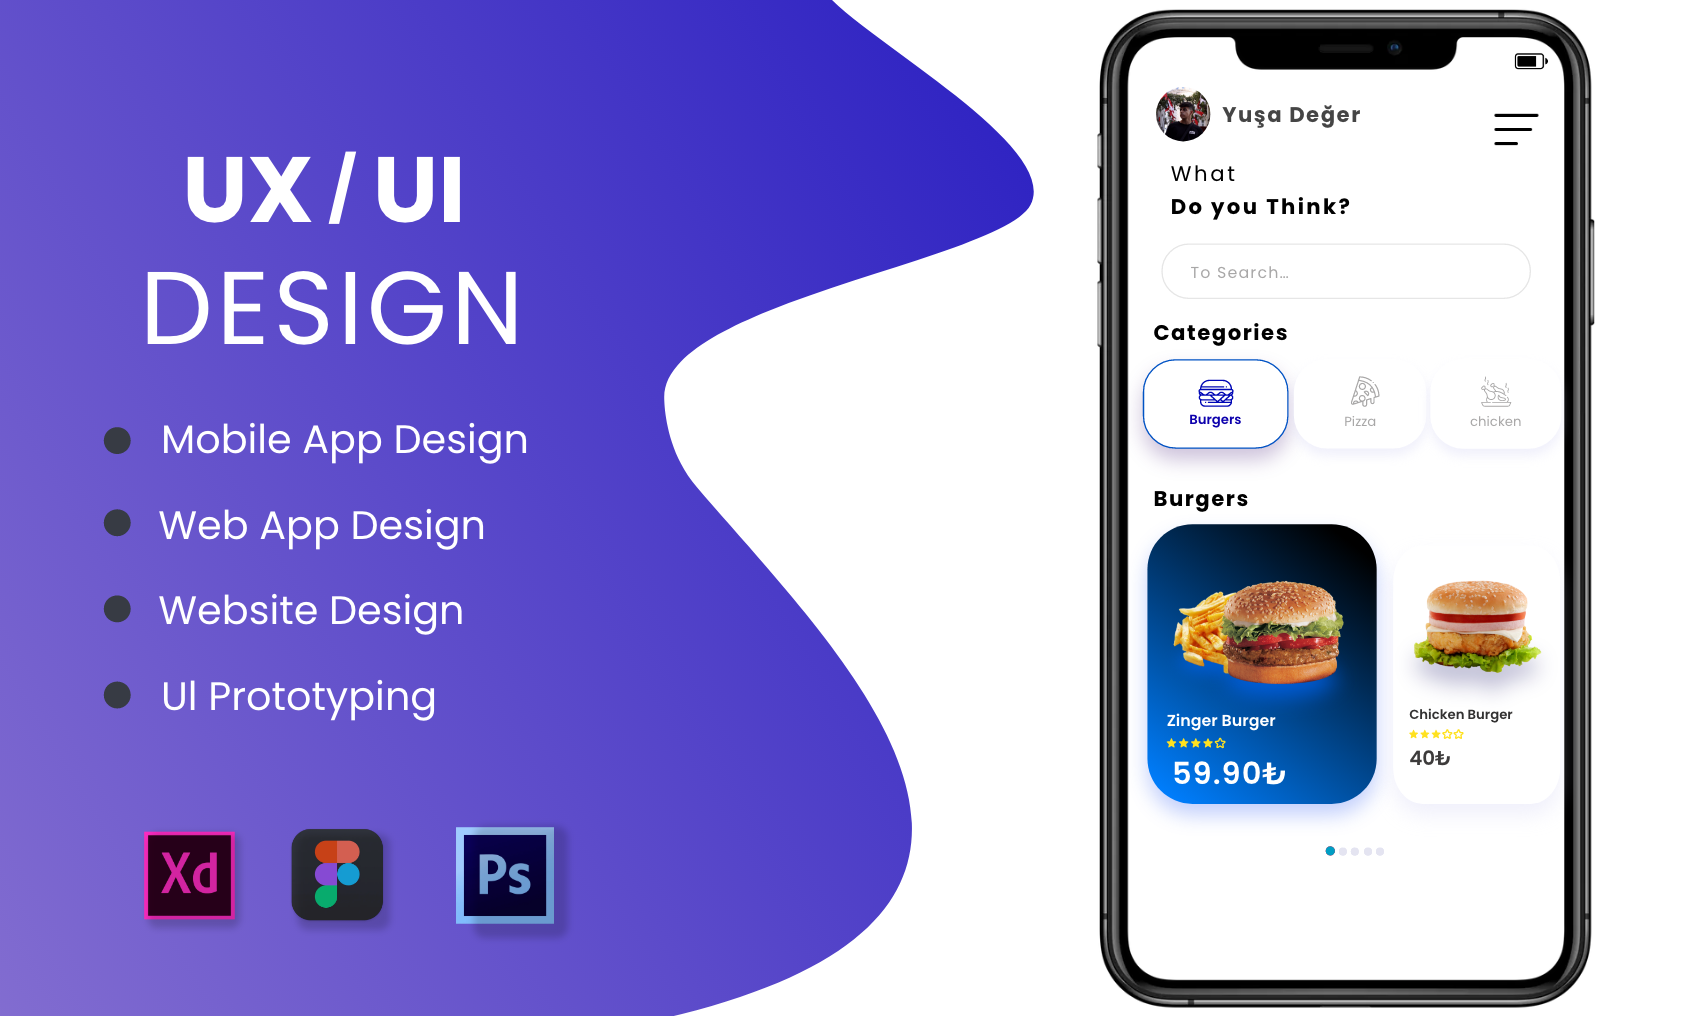 UX / UI
DESIGN
Mobile App Design
Web App Design
Website Design
Ul Prototyping
Xd
Ps
Yuşa Değer
What
Do you Think?
To Search...
Categories
Burgers
Pizza
chicken
Burgers
Zinger Burger
59.90₺
Chicken Burger
40₺